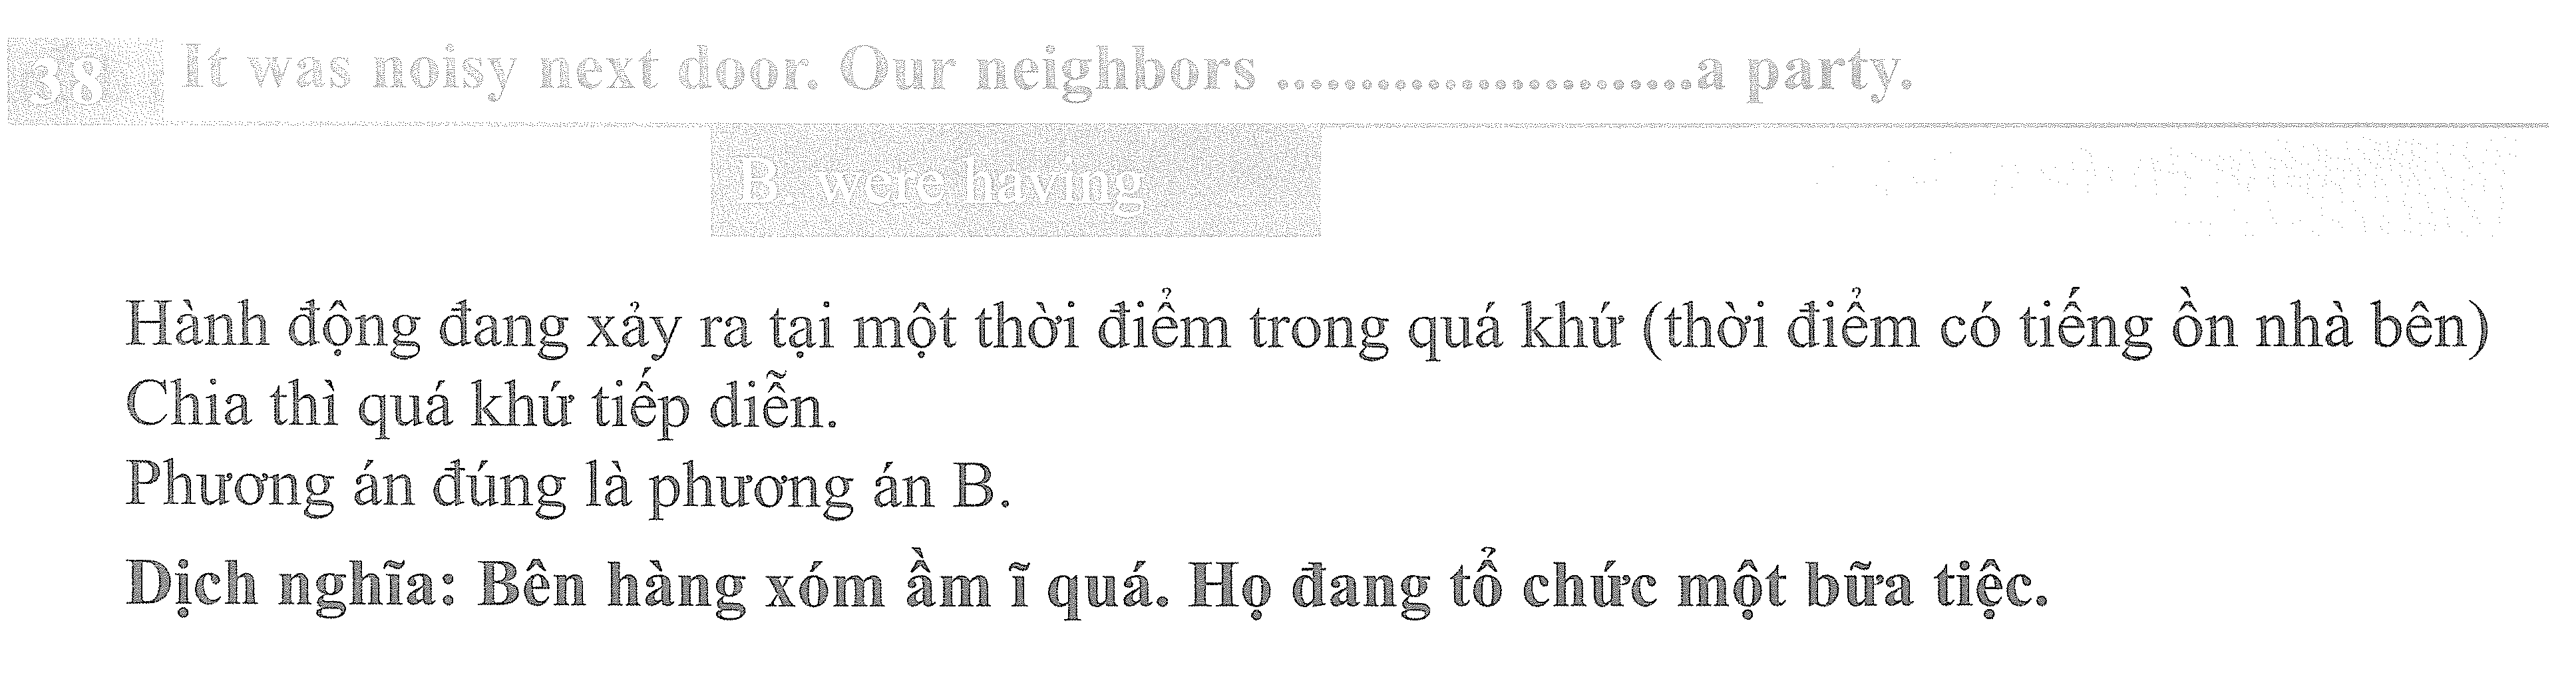 38 It was noisy next door. Our neighbors ........................a party.
B. were having
Hành động đang xảy ra tại một thời điểm trong quá khứ (thời điểm có tiếng ồn nhà bên)
Chia thì quá khứ tiếp diễn.
Phương án đúng là phương án B.
Dịch nghĩa: Bên hàng xóm ầm ĩ quá. Họ đang tổ chức một bữa tiệc.